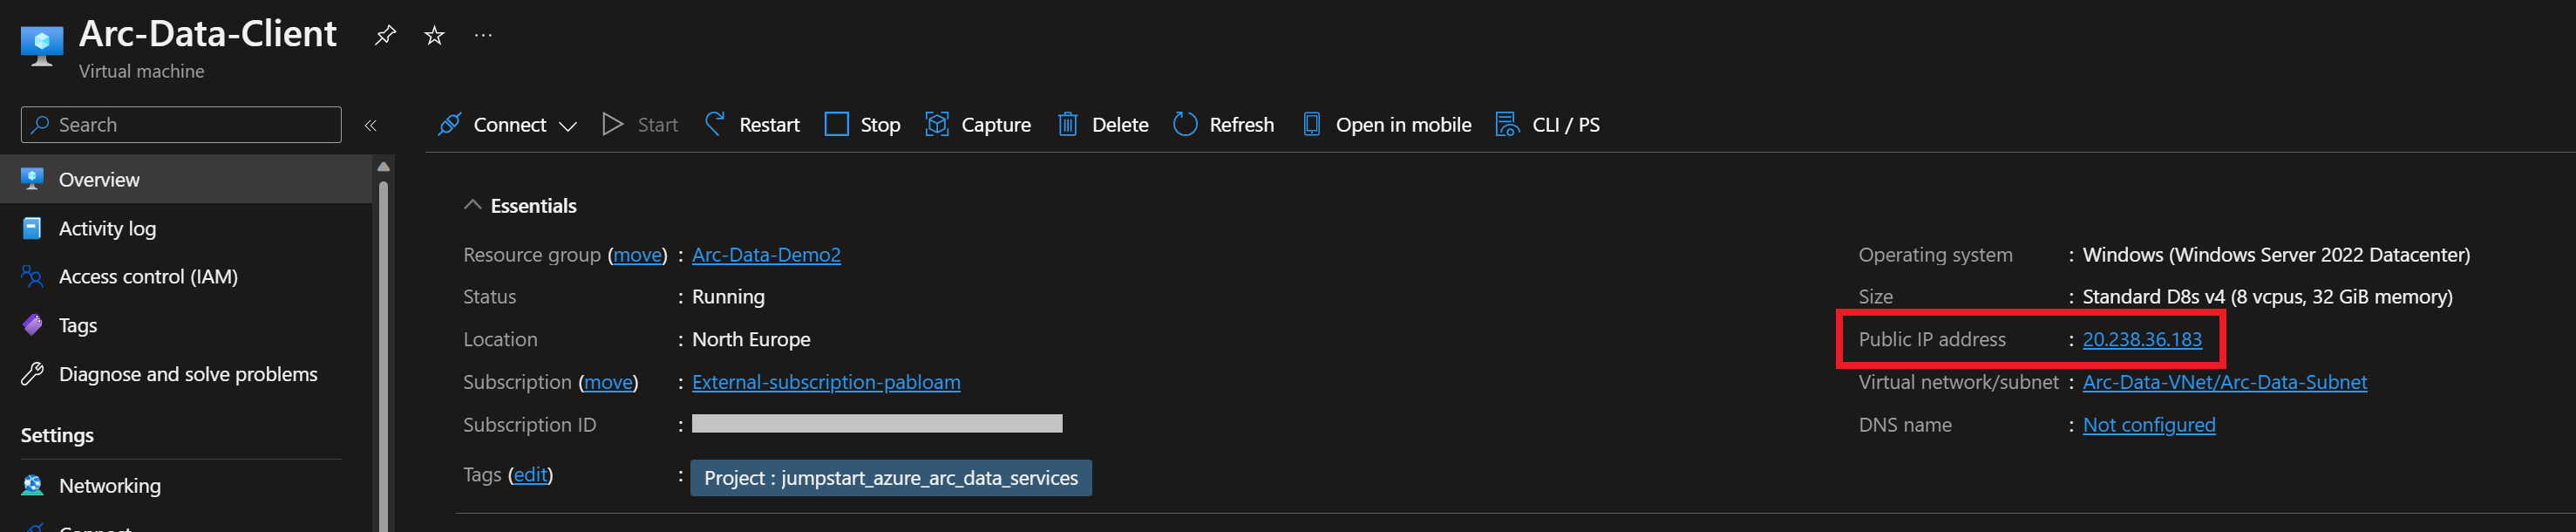 Arc-Data-Client
Virtual machine
Search
Connect Start Restart Stop Capture Delete Refresh Open in mobile CLI / PS
Overview
Activity log
Access control (IAM)
Tags
Diagnose and solve problems
Settings
Networking
Connect
Essentials
Resource group (move) : Arc-Data-Demo2
Status : Running
Location : North Europe
Subscription (move) : External-subscription-pabloam
Subscription ID :
Tags (edit) : Project : jumpstart_azure_arc_data_services
Operating system : Windows (Windows Server 2022 Datacenter)
Size : Standard D8s v4 (8 vcpus, 32 GiB memory)
Public IP address : 20.238.36.183
Virtual network/subnet : Arc-Data-VNet/Arc-Data-Subnet
DNS name : Not configured